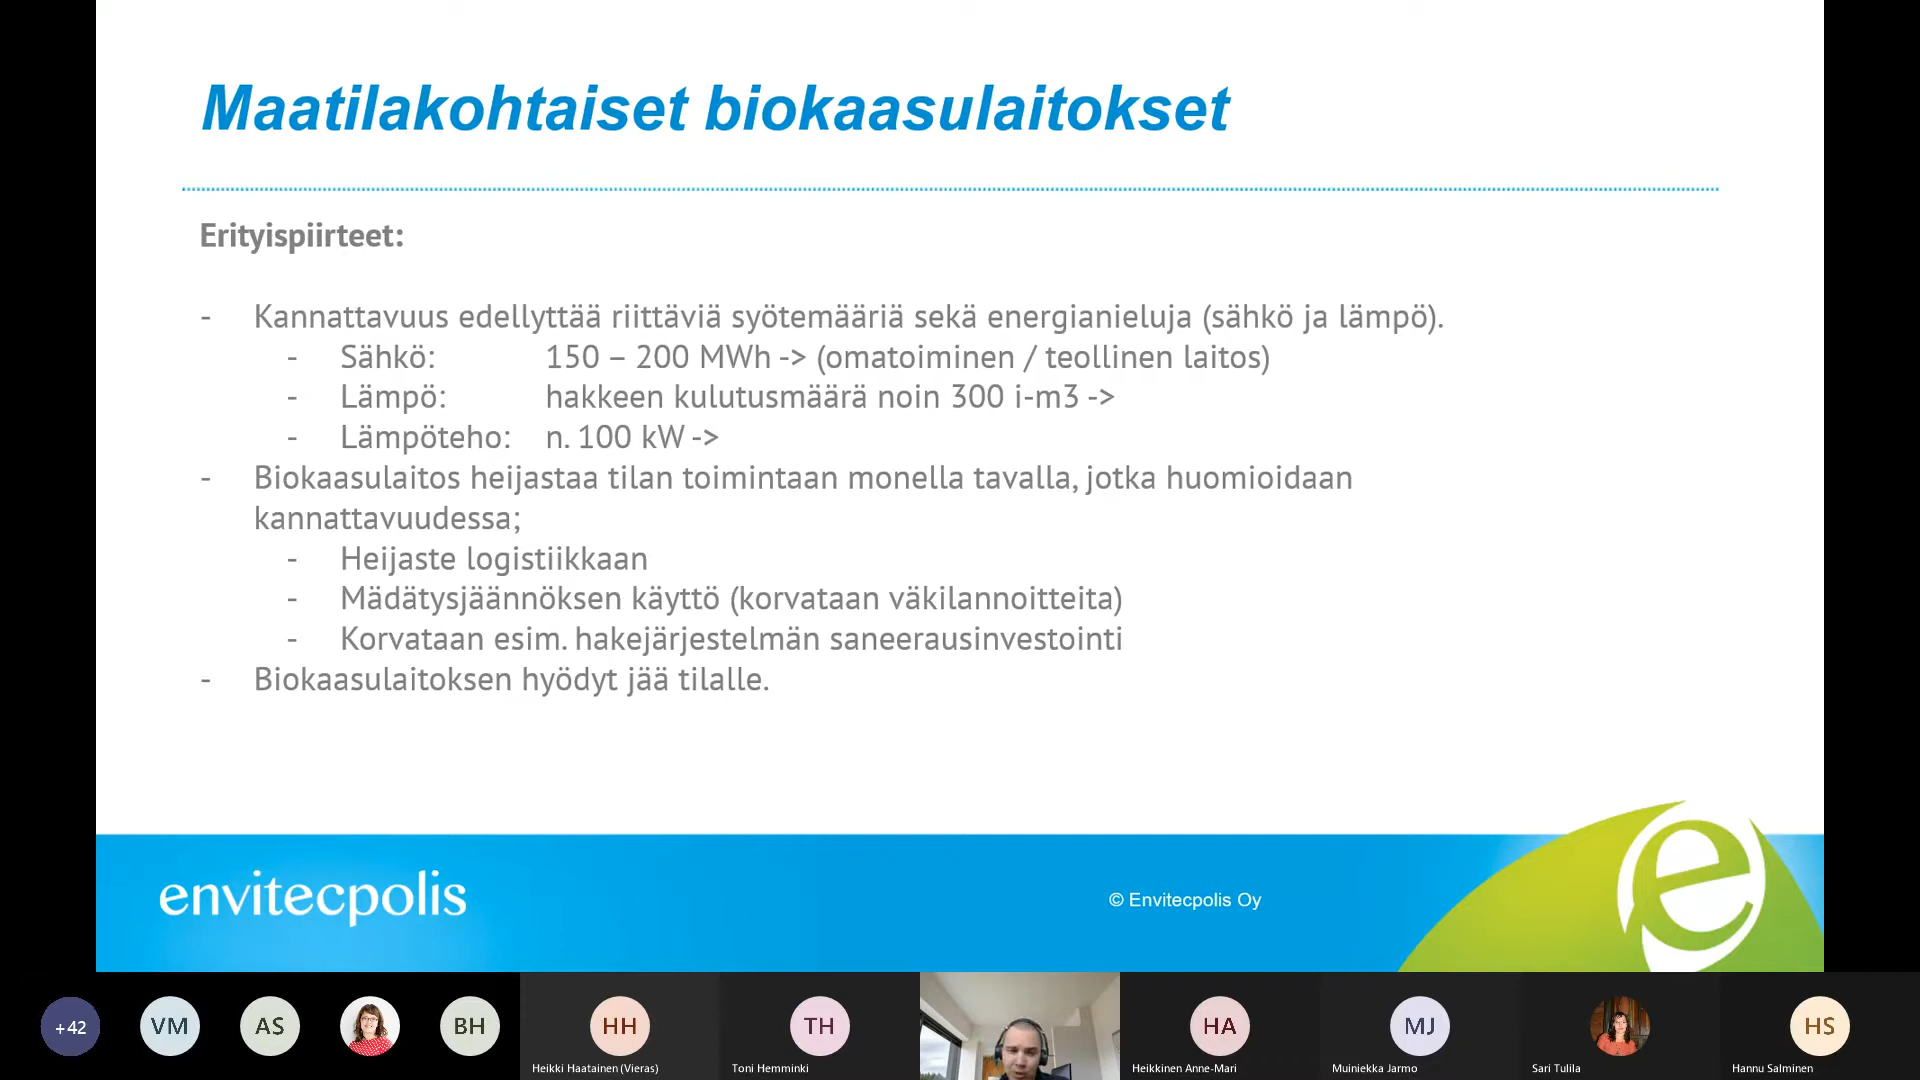 Maatilakohtaiset biokaasulaitokset
Erityispiirteet:
- Kannattavuus edellyttää riittäviä syötemääriä sekä energianieluja (sähkö ja lämpö).
- Sähkö: 150 – 200 MWh -> (omatoiminen / teollinen laitos)
- Lämpö: hakkeen kulutusmäärä noin 300 i-m3 ->
- Lämpöteho: n. 100 kW ->
- Biokaasulaitos heijastaa tilan toimintaan monella tavalla, jotka huomioidaan
kannattavuudessa;
- Heijaste logistiikkaan
- Mädätysjäännöksen käyttö (korvataan väkilannoitteita)
- Korvataan esim. hakejärjestelmän saneerausinvestointi
- Biokaasulaitoksen hyödyt jää tilalle.
envitecpolis
© Envitecpolis Oy
e
+42
VM
AS
BH
HH
TH
HA
MJ
HS
Heikki Haatainen (Vieras)
Toni Hemminki
Heikkinen Anne-Mari
Muiniekka Jarmo
Sari Tulila
Hannu Salminen